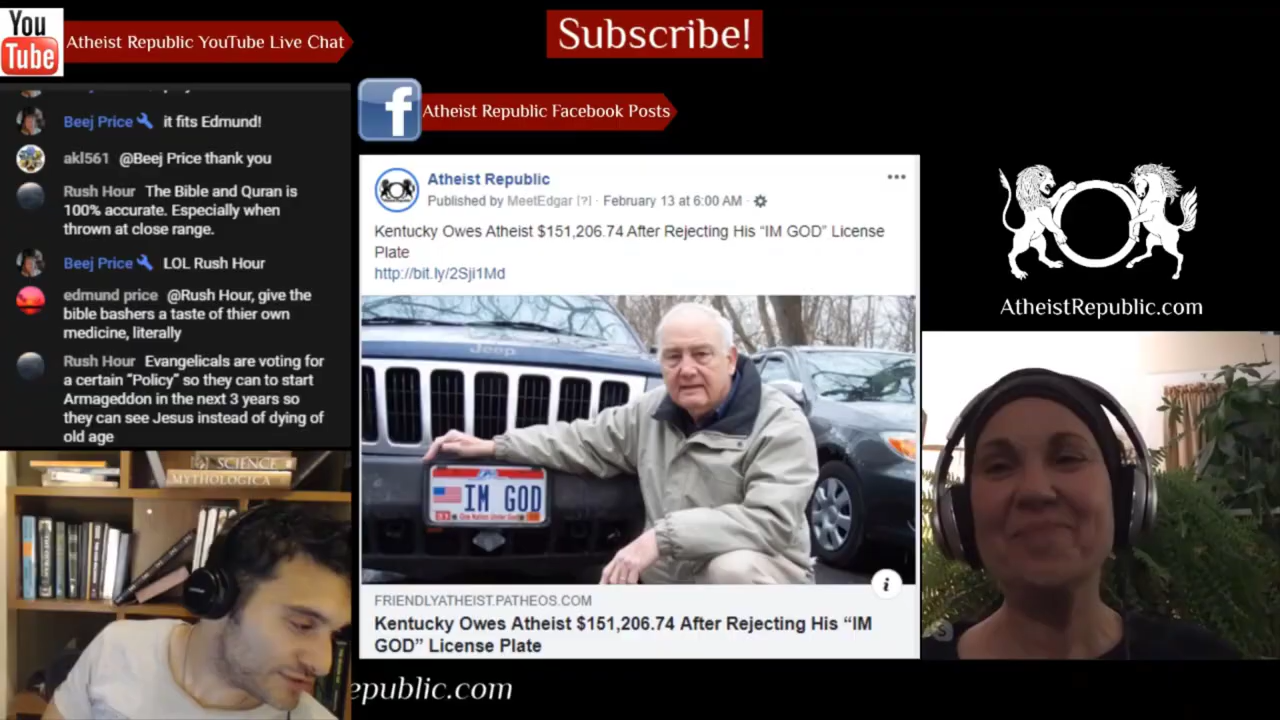 You
Tube
Atheist Republic YouTube Live Chat
Subscribe!
Beej Price it fits Edmund!
akl561 @Beej Price thank you
Rush Hour The Bible and Quran is
100% accurate. Especially when
thrown at close range.
Beej Price LOL Rush Hour
edmund price @Rush Hour, give the
bible bashers a taste of thier own
medicine, literally
Rush Hour Evangelicals are voting for
a certain “Policy” so they can to start
Armageddon in the next 3 years so
they can see Jesus instead of dying of
old age
SCIENCE
MYTHOLOGICA
f
Atheist Republic Facebook Posts
Atheist Republic
Published by MeetEdgar [?] · February 13 at 6:00 AM ·
Kentucky Owes Atheist $151,206.74 After Rejecting His “IM GOD” License
Plate
http://bit.ly/2Sji1Md
Jeep
IM GOD
One Nation Under God
i
FRIENDLYATHEIST.PATHEOS.COM
Kentucky Owes Atheist $151,206.74 After Rejecting His “IM
GOD” License Plate
epublic.com
AtheistRepublic.com
S